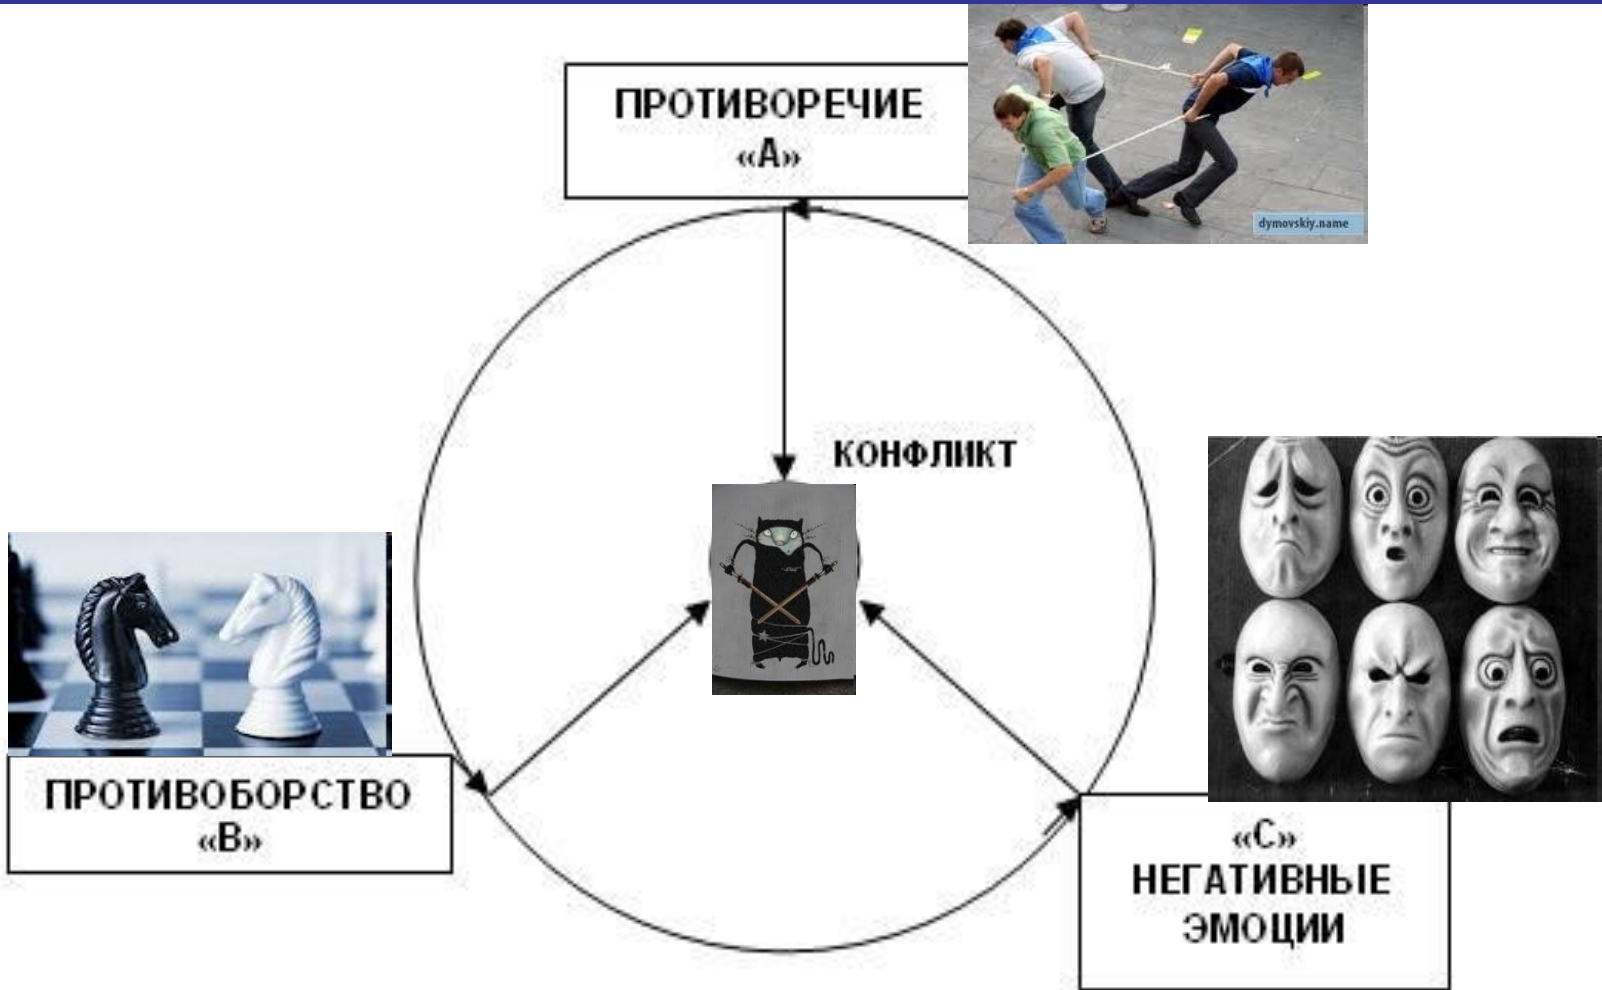 ПРОТИВОРЕЧИЕ
«А»
dymovskiy.name
КОНФЛИКТ
ПРОТИВОБОРСТВО
«В»
«С»
НЕГАТИВНЫЕ
ЭМОЦИИ